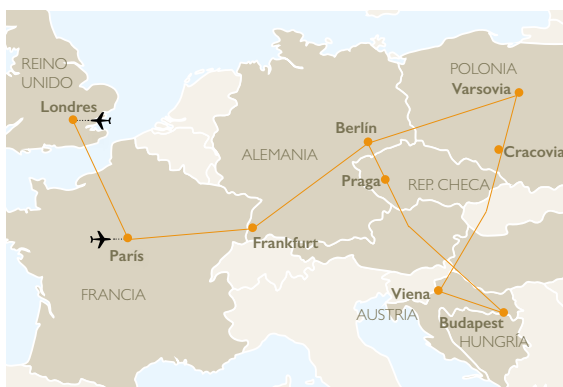 REINO
UNIDO
Londres
POLONIA
Varsovia
Berlín
ALEMANIA
Cracovia
Praga
REP. CHECA
Frankfurt
París
FRANCIA
Viena
AUSTRIA
Budapest
HUNGRÍA